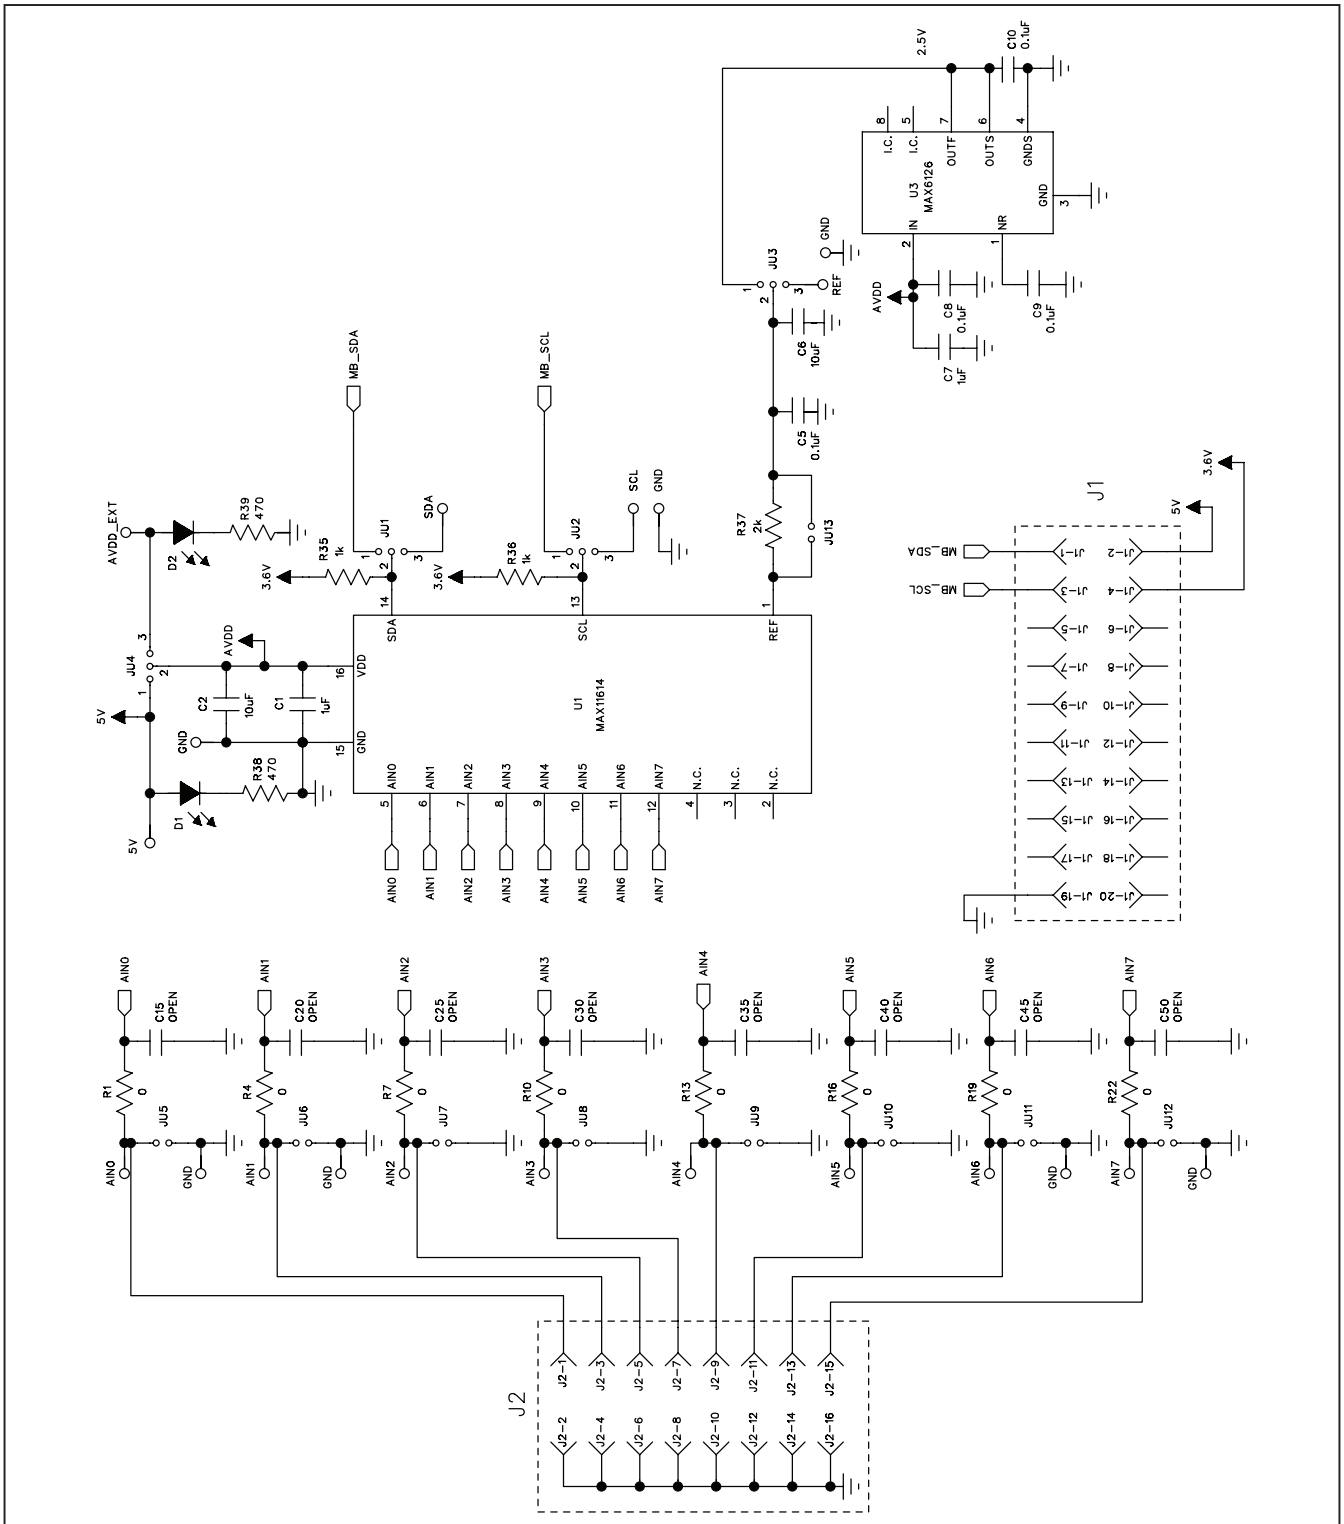 2.5V
C10
0.1uF
8
5
7
6
4
I.C.
I.C.
OUTF
OUTS
GNDS
U3
MAX6126
GND
3
IN
NR
2
1
AVDD
C8
0.1uF
C9
0.1uF
C7
1uF
GND
JU3
1
2
3
REF
C6
10uF
C5
0.1uF
R37
2k
JU13
MB_SDA
MB_SCL
AVDD_EXT
D2
R39
470
3.6V
R35
1k
JU1
1
2
3
SDA
3.6V
R36
1k
JU2
1
2
3
SCL
GND
14
13
1
SDA
SCL
REF
JU4
3
2
1
5V
AVDD
C2
10uF
C1
1uF
GND
16
VDD
15
GND
U1
MAX11614
R38
470
D1
5V
AIN0
AIN1
AIN2
AIN3
AIN4
AIN5
AIN6
AIN7
N.C.
N.C.
N.C.
5
6
7
8
9
10
11
12
4
3
2
AIN0
AIN1
AIN2
AIN3
AIN4
AIN5
AIN6
AIN7
3.6V
5V
J1
MB_SDA
MB_SCL
J1-1
J1-2
J1-3
J1-4
J1-5
J1-6
J1-7
J1-8
J1-9
J1-10
J1-11
J1-12
J1-13
J1-14
J1-15
J1-16
J1-17
J1-18
J1-19
J1-20
AIN0
C15
OPEN
R1
0
JU5
AIN0
GND
AIN1
C20
OPEN
R4
0
JU6
AIN1
GND
AIN2
C25
OPEN
R7
0
JU7
AIN2
AIN3
C30
OPEN
R10
0
JU8
AIN3
AIN4
C35
OPEN
R13
0
JU9
AIN4
AIN5
C40
OPEN
R16
0
JU10
AIN5
AIN6
C45
OPEN
R19
0
JU11
AIN6
GND
AIN7
C50
OPEN
R22
0
JU12
AIN7
GND
J2
J2-1
J2-3
J2-5
J2-7
J2-9
J2-11
J2-13
J2-15
J2-2
J2-4
J2-6
J2-8
J2-10
J2-12
J2-14
J2-16